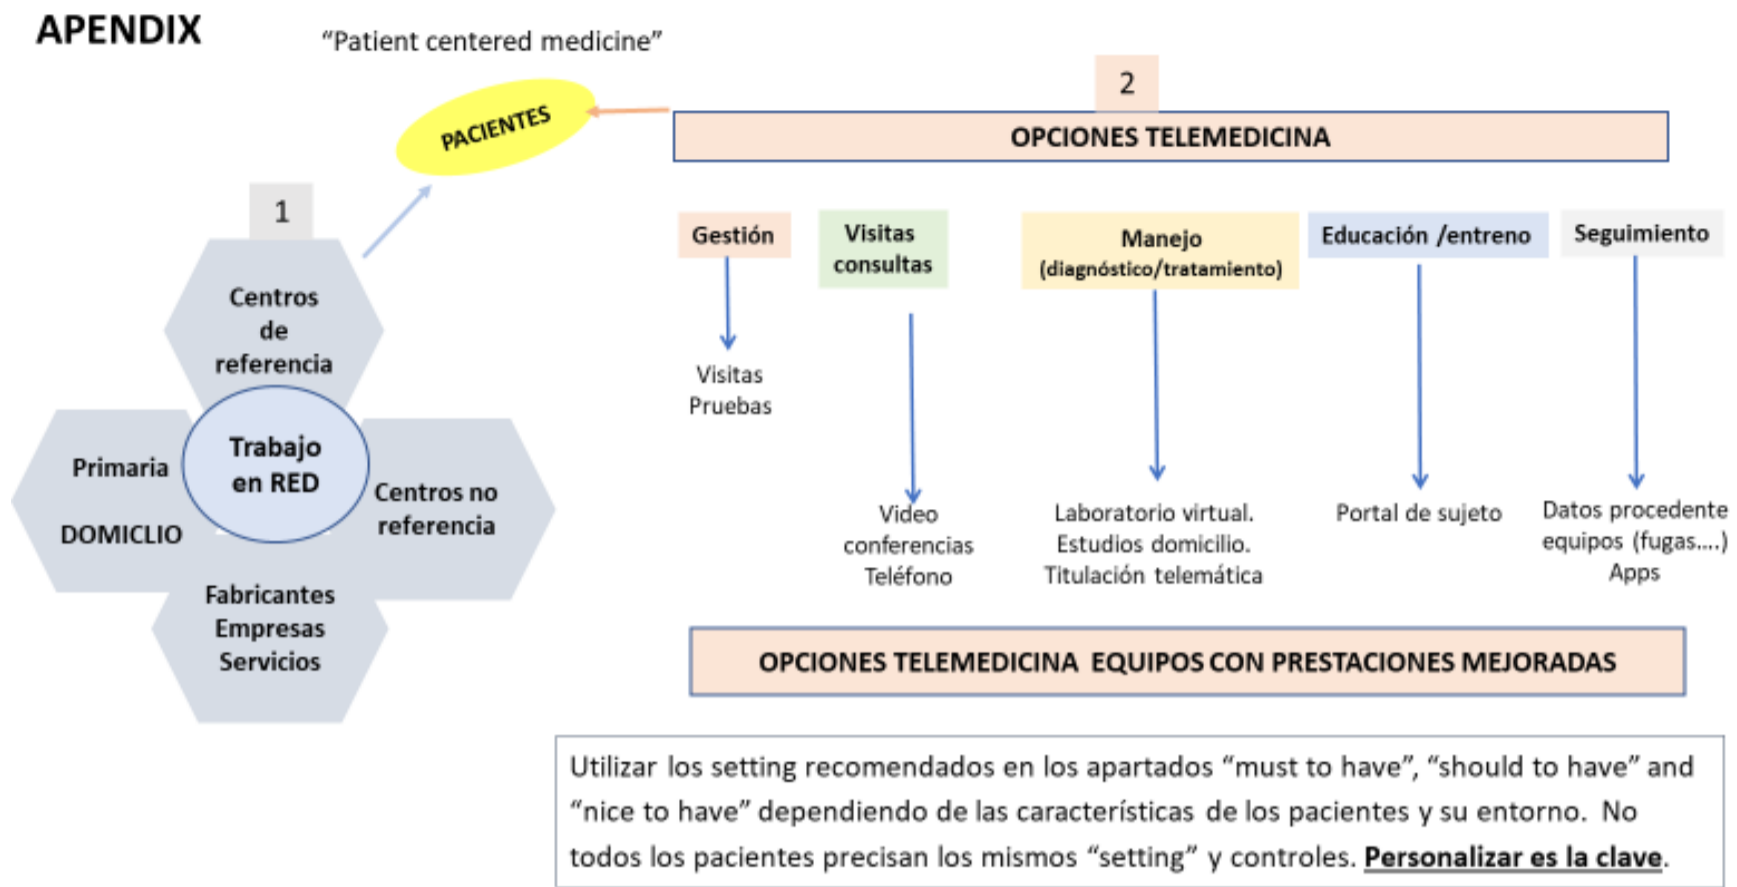 APENDIX
“Patient centered medicine”
PACIENTES
1
Centros
de
referencia
Trabajo
en RED
Primaria
DOMICLIO
Centros no
referencia
Fabricantes
Empresas
Servicios
2
OPCIONES TELEMEDICINA
Gestión
Visitas
Pruebas
Visitas
consultas
Video
conferencias
Teléfono
Manejo
(diagnóstico/tratamiento)
Laboratorio virtual.
Estudios domicilio.
Titulación telemática
Educación /entreno
Portal de sujeto
Seguimiento
Datos procedente
equipos (fugas....)
Apps
OPCIONES TELEMEDICINA EQUIPOS CON PRESTACIONES MEJORADAS
Utilizar los setting recomendados en los apartados “must to have”, “should to have” and
“nice to have” dependiendo de las características de los pacientes y su entorno. No
todos los pacientes precisan los mismos “setting” y controles. Personalizar es la clave.